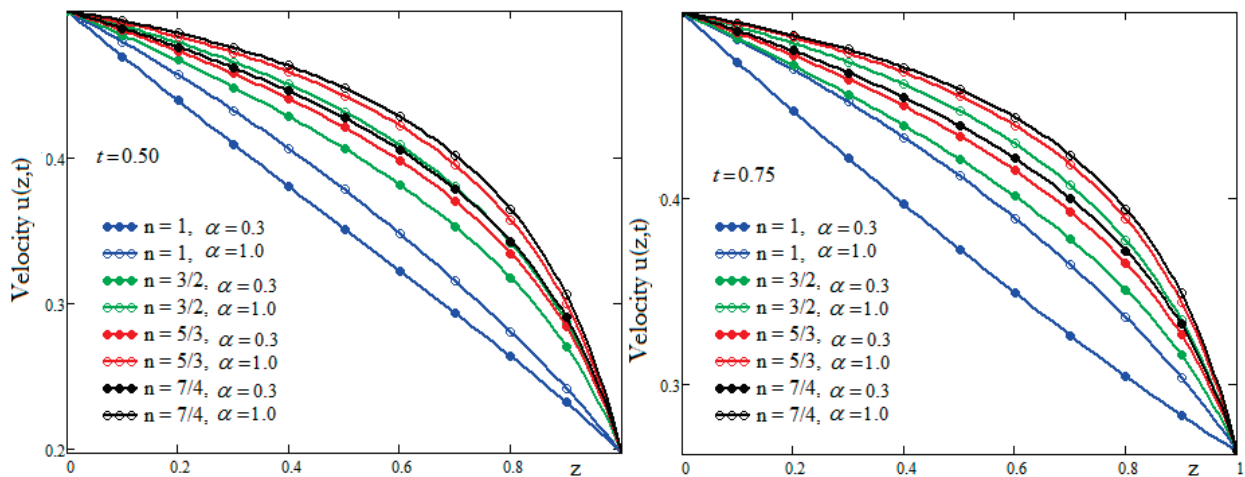 Velocity u(z,t)
0.4
0.3
0.2
t = 0.50
n = 1, α = 0.3
n = 1, α = 1.0
n = 3/2, α = 0.3
n = 3/2, α = 1.0
n = 5/3, α = 0.3
n = 5/3, α = 1.0
n = 7/4, α = 0.3
n = 7/4, α = 1.0
0 0.2 0.4 0.6 0.8 z
Velocity u(z,t)
0.4
0.3
t = 0.75
n = 1, α = 0.3
n = 1, α = 1.0
n = 3/2, α = 0.3
n = 3/2, α = 1.0
n = 5/3, α = 0.3
n = 5/3, α = 1.0
n = 7/4, α = 0.3
n = 7/4, α = 1.0
0 0.2 0.4 0.6 0.8 z 1